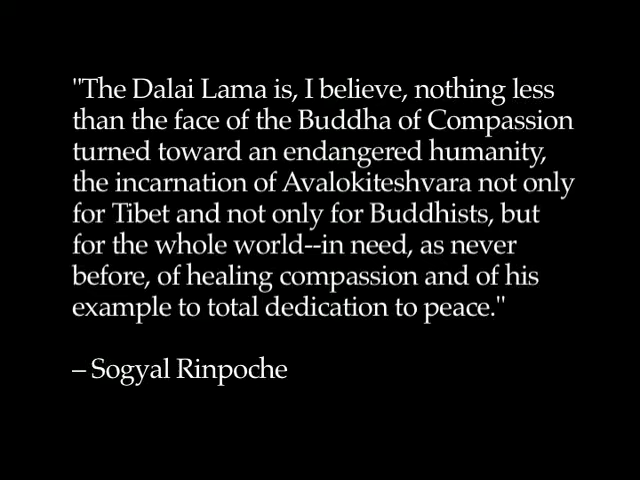 "The Dalai Lama is, I believe, nothing less
than the face of the Buddha of Compassion
turned toward an endangered humanity,
the incarnation of Avalokiteshvara not only
for Tibet and not only for Buddhists, but
for the whole world--in need, as never
before, of healing compassion and of his
example to total dedication to peace."
– Sogyal Rinpoche